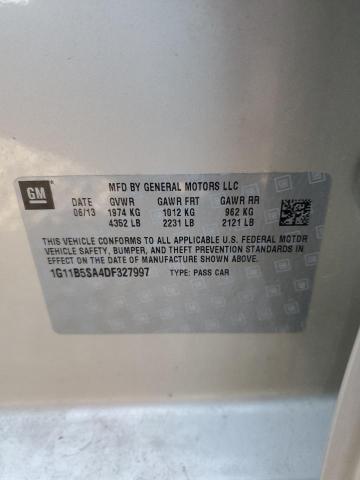 GM
MFD BY GENERAL MOTORS LLC
DATE GVWR GAWR FRT GAWR RR
06/13 1974 KG 1012 KG 962 KG
4352 LB 2231 LB 2121 LB
THIS VEHICLE CONFORMS TO ALL APPLICABLE U.S. FEDERAL MOTOR
VEHICLE SAFETY, BUMPER, AND THEFT PREVENTION STANDARDS
IN EFFECT ON THE DATE OF MANUFACTURE SHOWN ABOVE.
1G11B5SA4DF327997 TYPE: PASS CAR